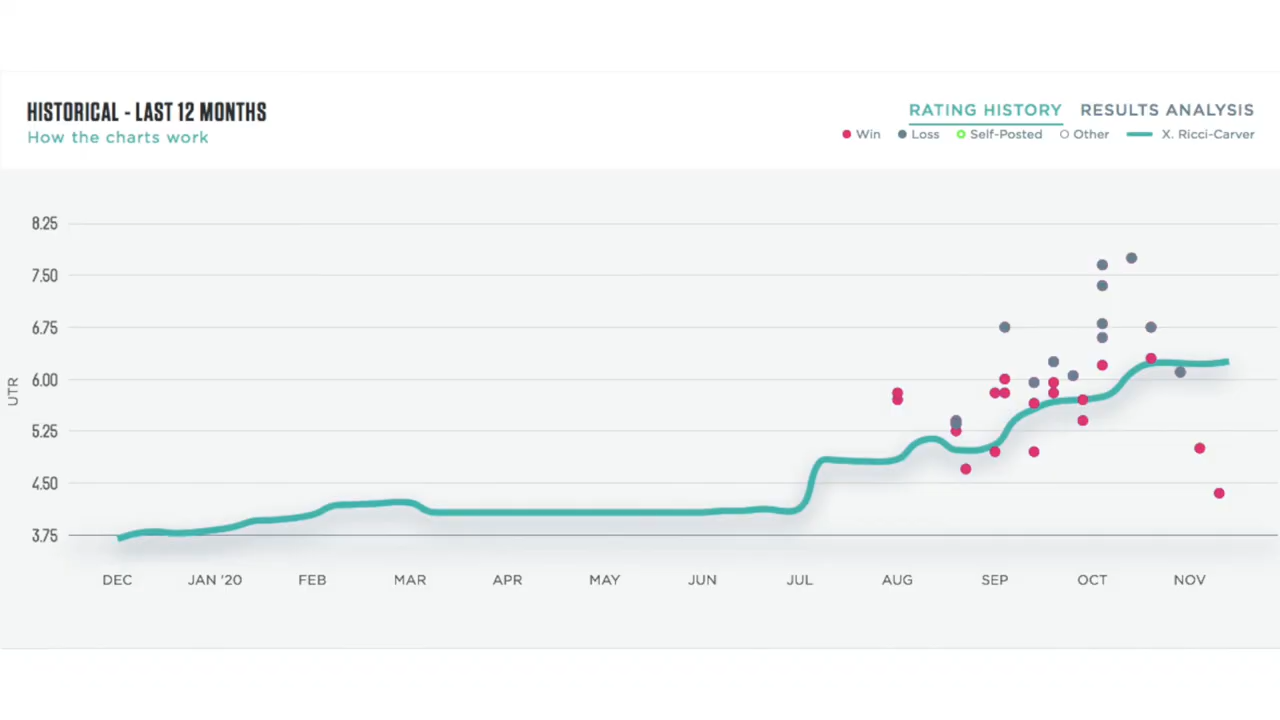 HISTORICAL - LAST 12 MONTHS
How the charts work
RATING HISTORY RESULTS ANALYSIS
Win Loss Self-Posted Other X. Ricci-Carver
8.25
7.50
6.75
6.00
5.25
4.50
3.75
UTR
DEC JAN '20 FEB MAR APR MAY JUN JUL AUG SEP OCT NOV